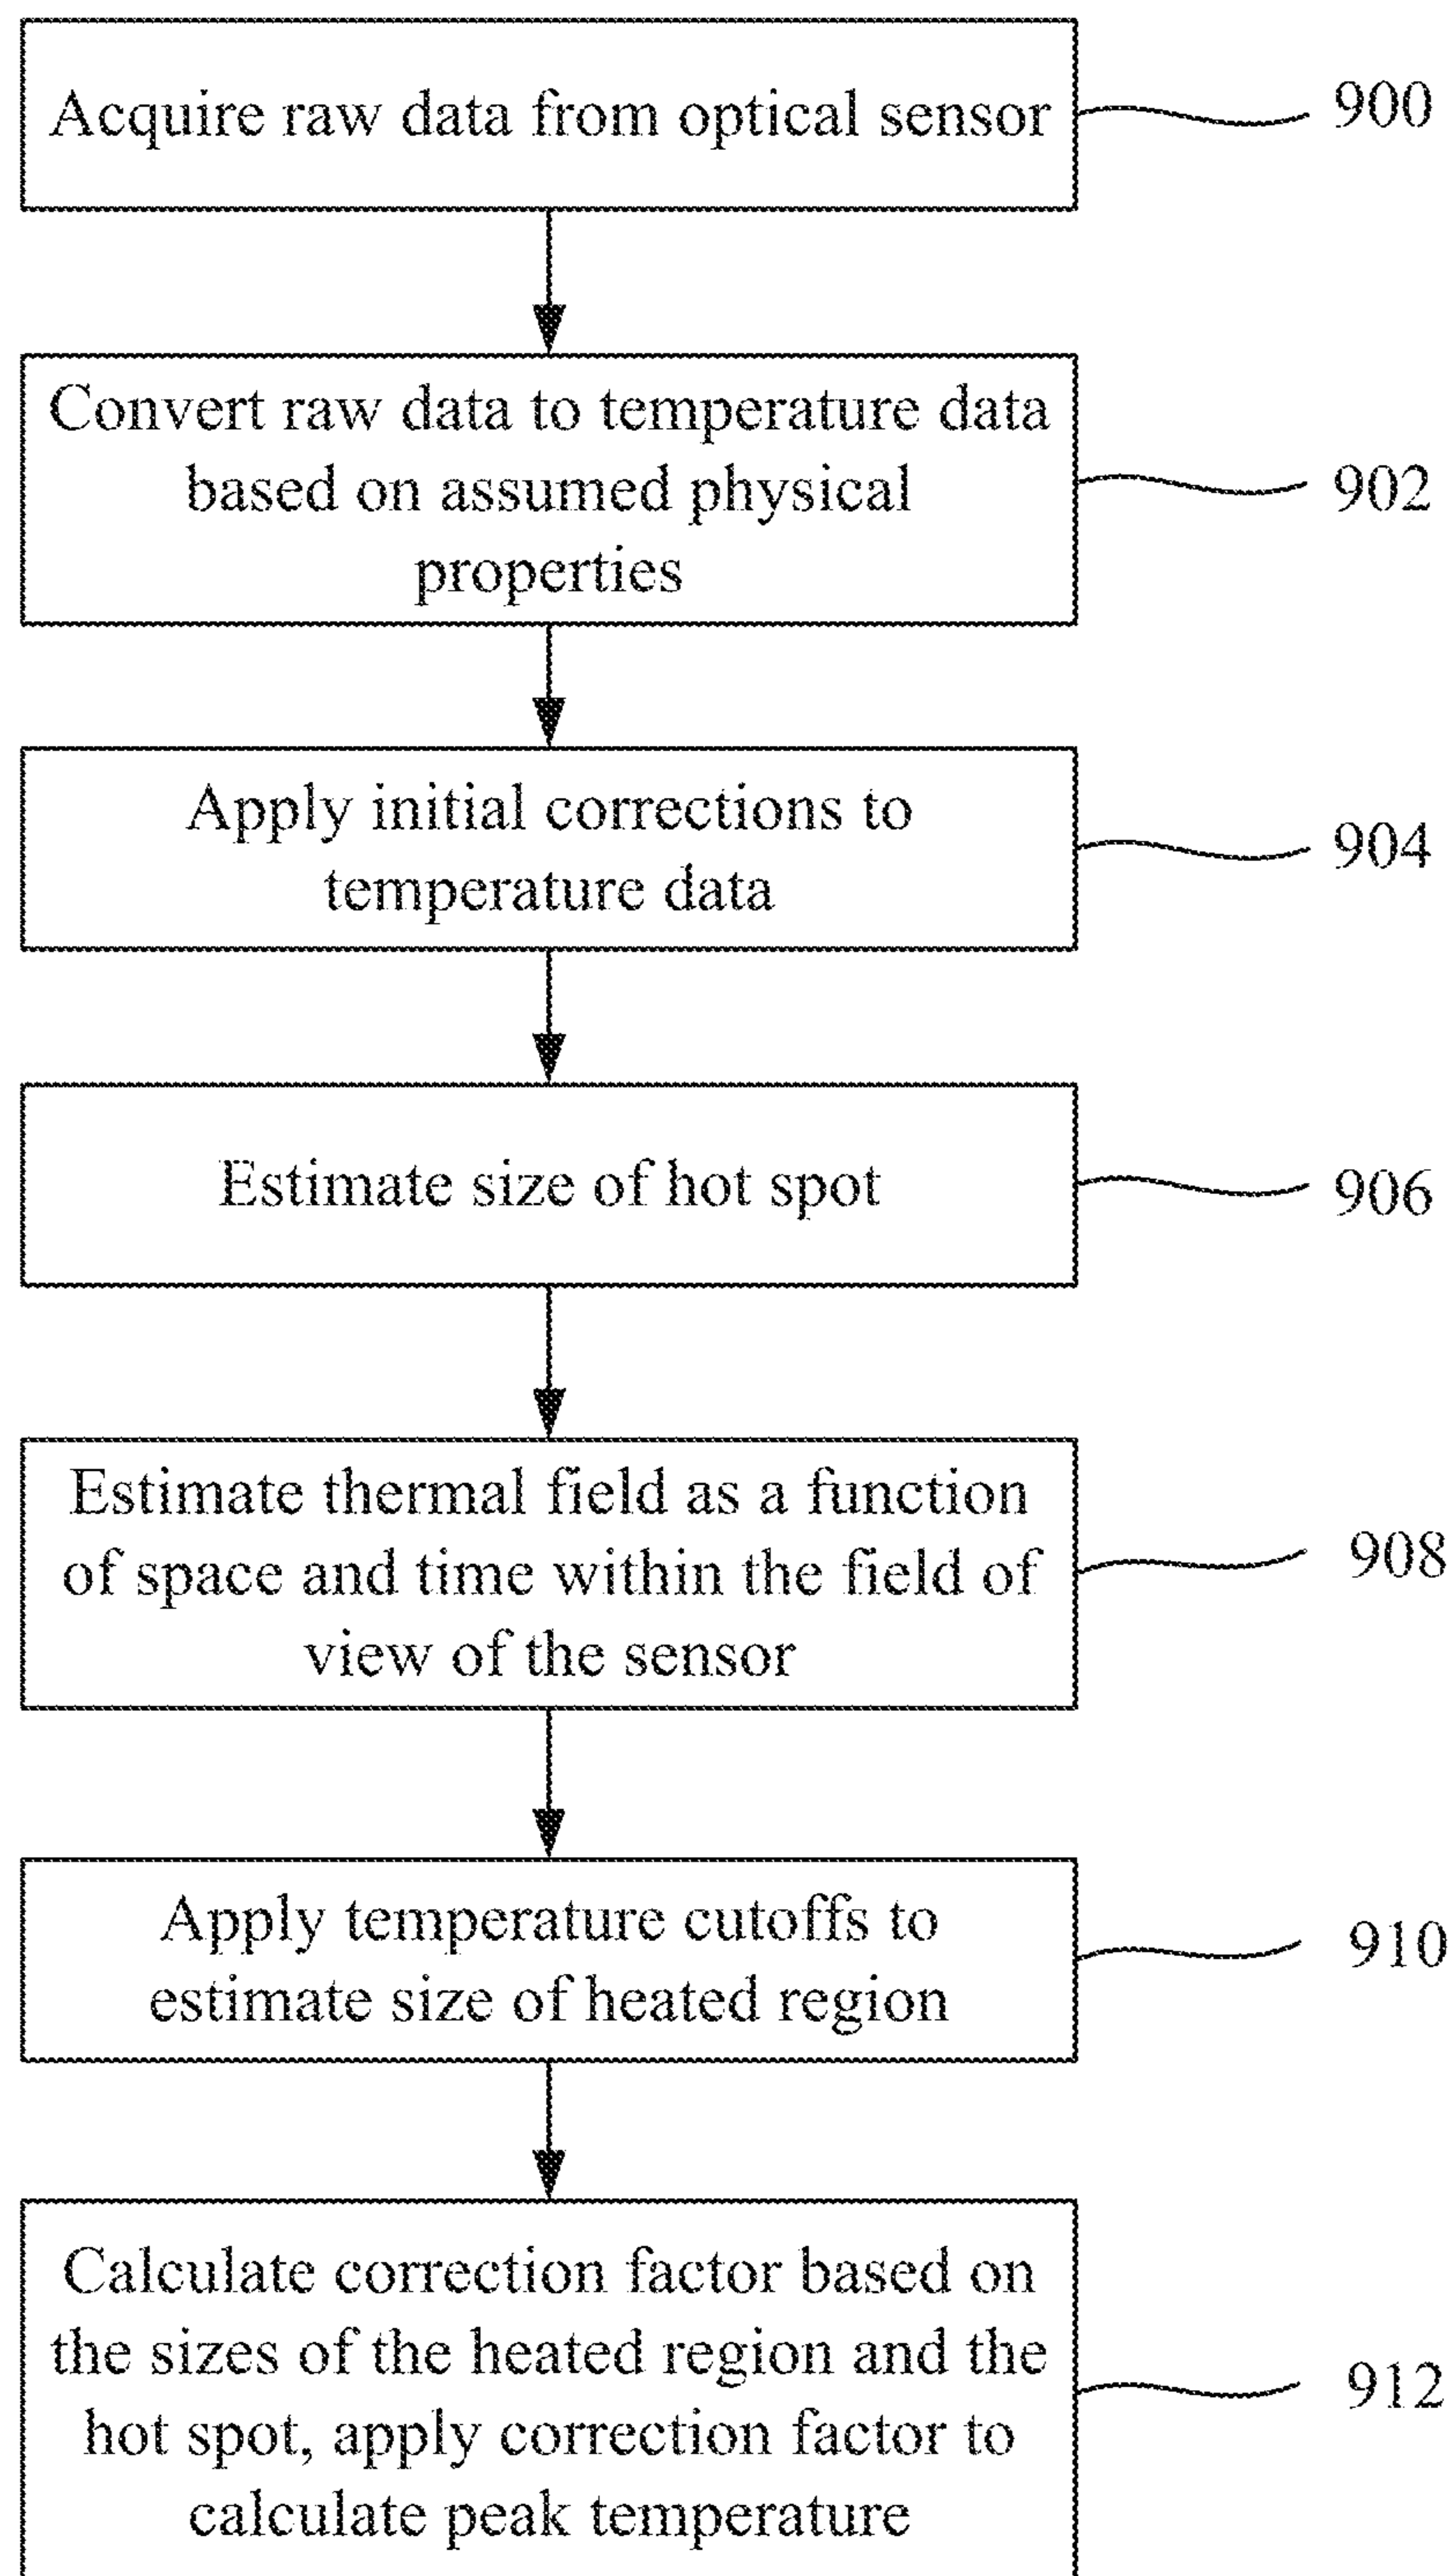 Acquire raw data from optical sensor
900
Convert raw data to temperature data
based on assumed physical
properties
902
Apply initial corrections to
temperature data
904
Estimate size of hot spot
906
Estimate thermal field as a function
of space and time within the field of
view of the sensor
908
Apply temperature cutoffs to
estimate size of heated region
910
Calculate correction factor based on
the sizes of the heated region and the
hot spot, apply correction factor to
calculate peak temperature
912